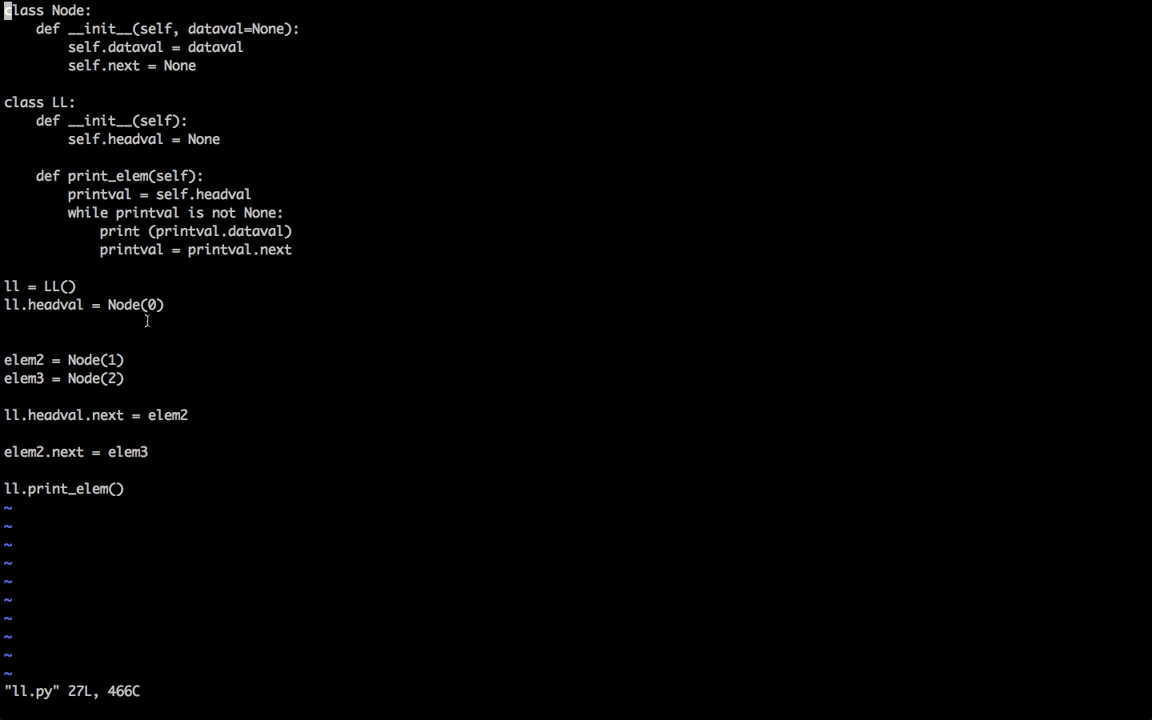 class Node:
    def __init__(self, dataval=None):
        self.dataval = dataval
        self.next = None
class LL:
    def __init__(self):
        self.headval = None
    def print_elem(self):
        printval = self.headval
        while printval is not None:
            print (printval.dataval)
            printval = printval.next
ll = LL()
ll.headval = Node(0)
elem2 = Node(1)
elem3 = Node(2)
ll.headval.next = elem2
elem2.next = elem3
ll.print_elem()
~
~
~
~
~
~
~
~
~
~
"ll.py" 27L, 466C